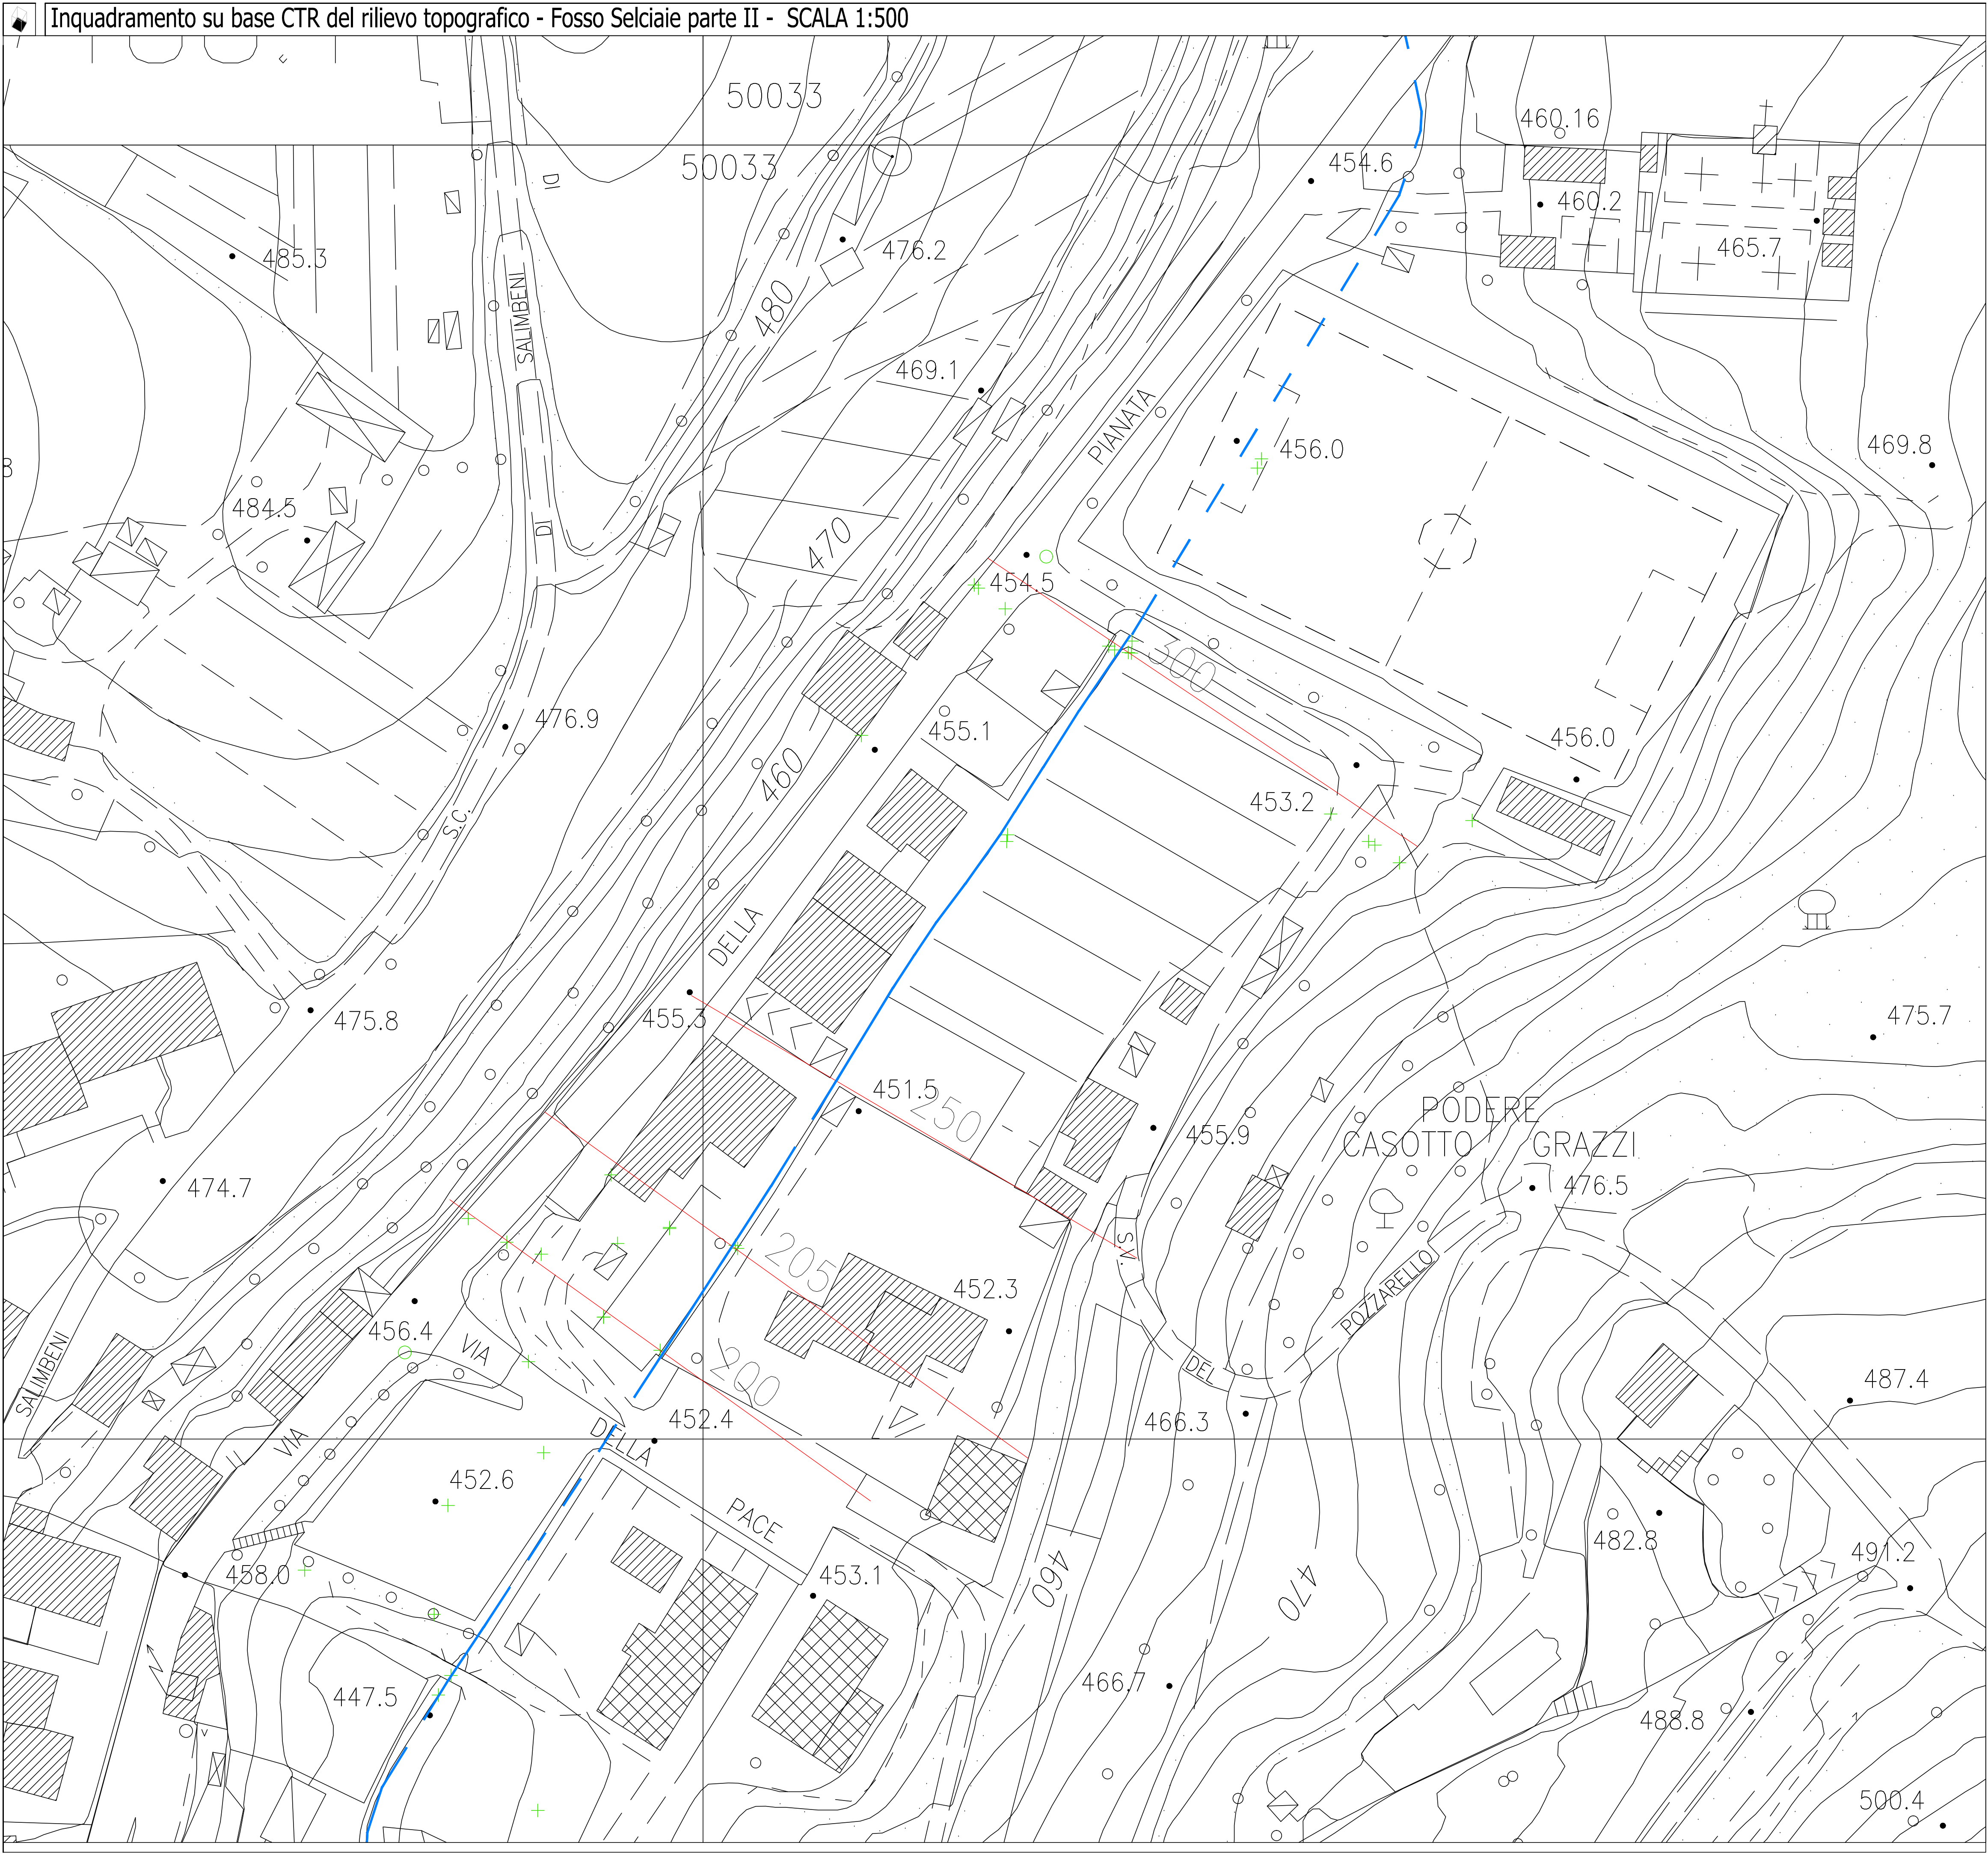 Inquadramento su base CTR del rilievo topografico - Fosso Selciaie parte II - SCALA 1:500
50033
50033
460.16
454.6
460.2
465.7
DI
485.3
476.2
SALIMBENI
480
469.1
PIANATA
456.0
469.8
8
484.5
DI
470
454.5
300
476.9
455.1
456.0
460
453.2
S.C.
DELLA
455.3
475.8
475.7
451.5
250
455.9
PODERE
CASOTTO GRAZZI
476.5
474.7
S.V.
205
452.3
POZZARELLO
456.4
VIA
SALIMBENI
200
DEL
487.4
466.3
452.4
DELLA
VIA
452.6
PACE
482.8
491.2
458.0
453.1
460
470
447.5
466.7
488.8
500.4